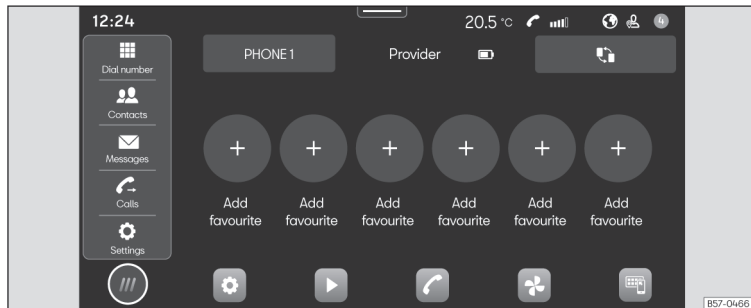 12:24
20.5 °C
4
Dial number
Contacts
Messages
Calls
Settings
PHONE 1
Provider
Add
favourite
Add
favourite
Add
favourite
Add
favourite
Add
favourite
Add
favourite
B57-0466